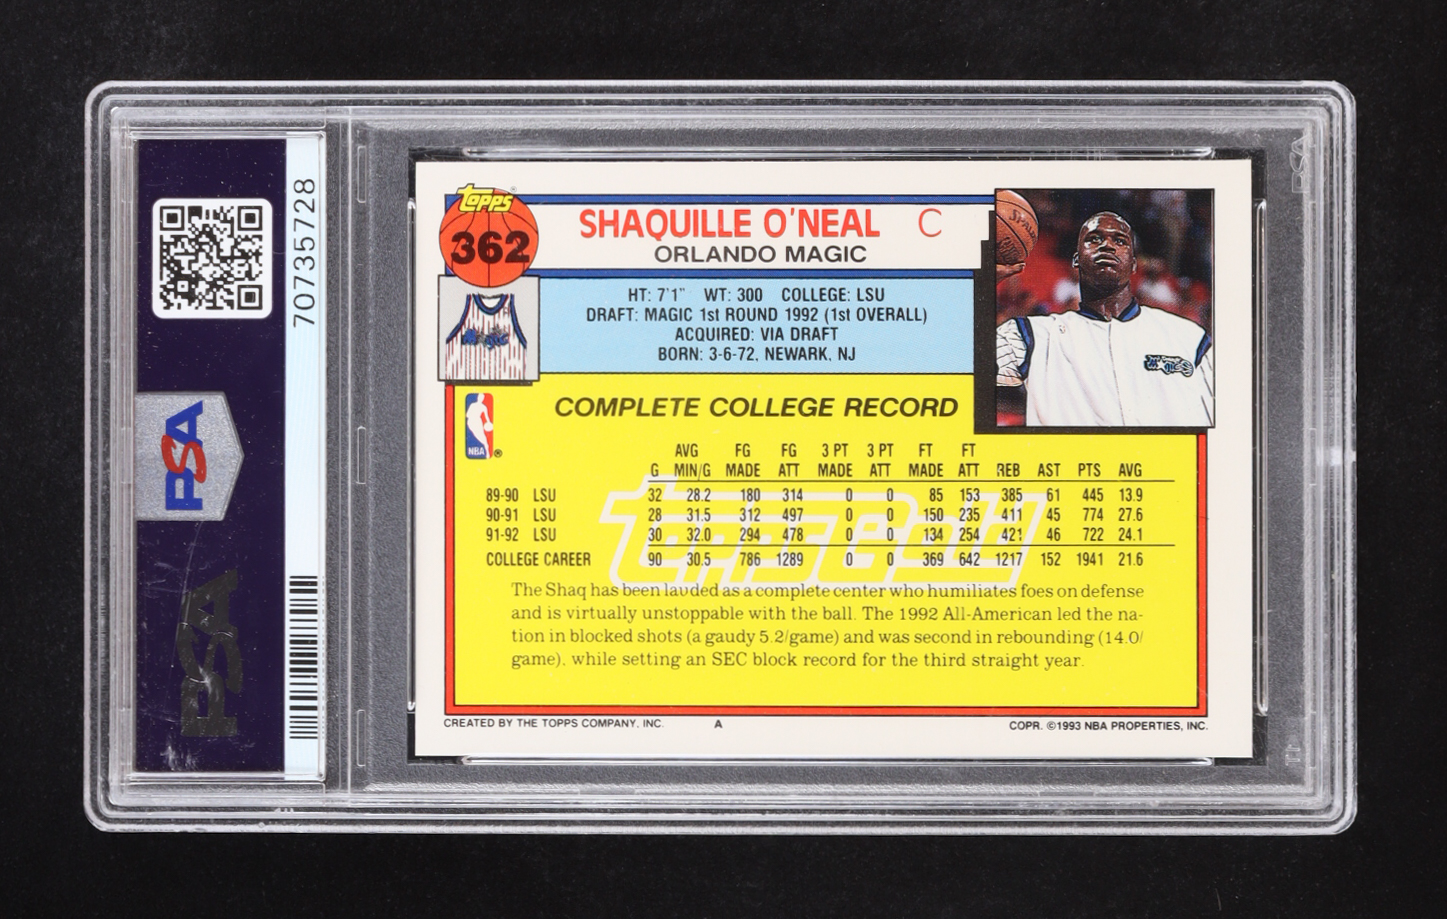 70735728
PSA
PSA
TOPPS
362
SHAQUILLE O'NEAL C
ORLANDO MAGIC
SPALDING
Magic
HT: 7'1" WT: 300 COLLEGE: LSU
DRAFT: MAGIC 1st ROUND 1992 (1st OVERALL)
ACQUIRED: VIA DRAFT
BORN: 3-6-72, NEWARK, NJ
NBA ®
COMPLETE COLLEGE RECORD
AVG FG FG 3 PT 3 PT FT FT
G MIN/G MADE ATT MADE ATT MADE ATT REB AST PTS AVG
89-90 LSU 32 28.2 180 314 0 0 85 153 385 61 445 13.9
90-91 LSU 28 31.5 312 497 0 0 150 235 411 45 774 27.6
91-92 LSU 30 32.0 294 478 0 0 134 254 421 46 722 24.1
COLLEGE CAREER 90 30.5 786 1289 0 0 369 642 1217 152 1941 21.6
TOPPS Gold
The Shaq has been lauded as a complete center who humiliates foes on defense
and is virtually unstoppable with the ball. The 1992 All-American led the na-
tion in blocked shots (a gaudy 5.2/game) and was second in rebounding (14.0/
game), while setting an SEC block record for the third straight year.
CREATED BY THE TOPPS COMPANY, INC. A COPR. ©1993 NBA PROPERTIES, INC.